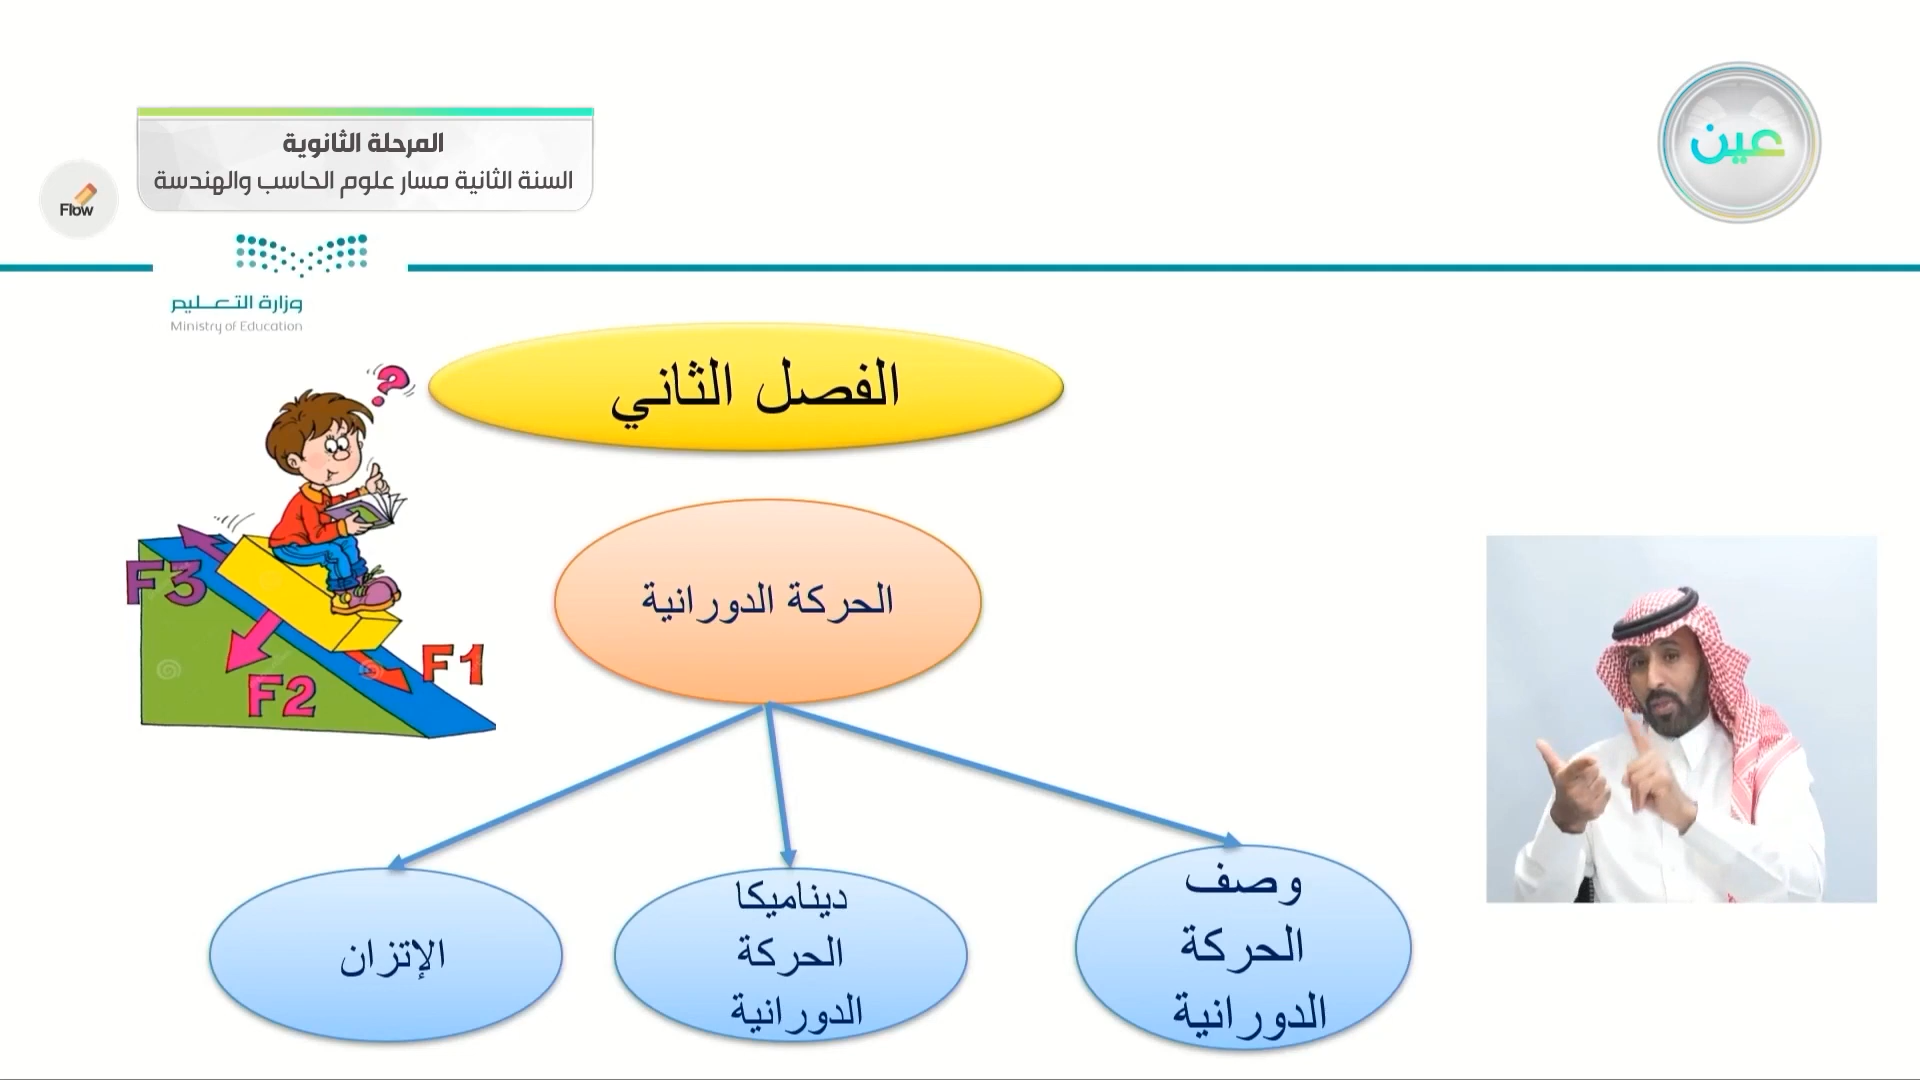 المرحلة الثانوية
السنة الثانية مسار علوم الحاسب والهندسة
عين
Flow
وزارة التعليم
Ministry of Education
الفصل الثاني
الحركة الدورانية
F3
F2
F1
وصف
الحركة
الدورانية
ديناميكا
الحركة
الدورانية
الإتزان